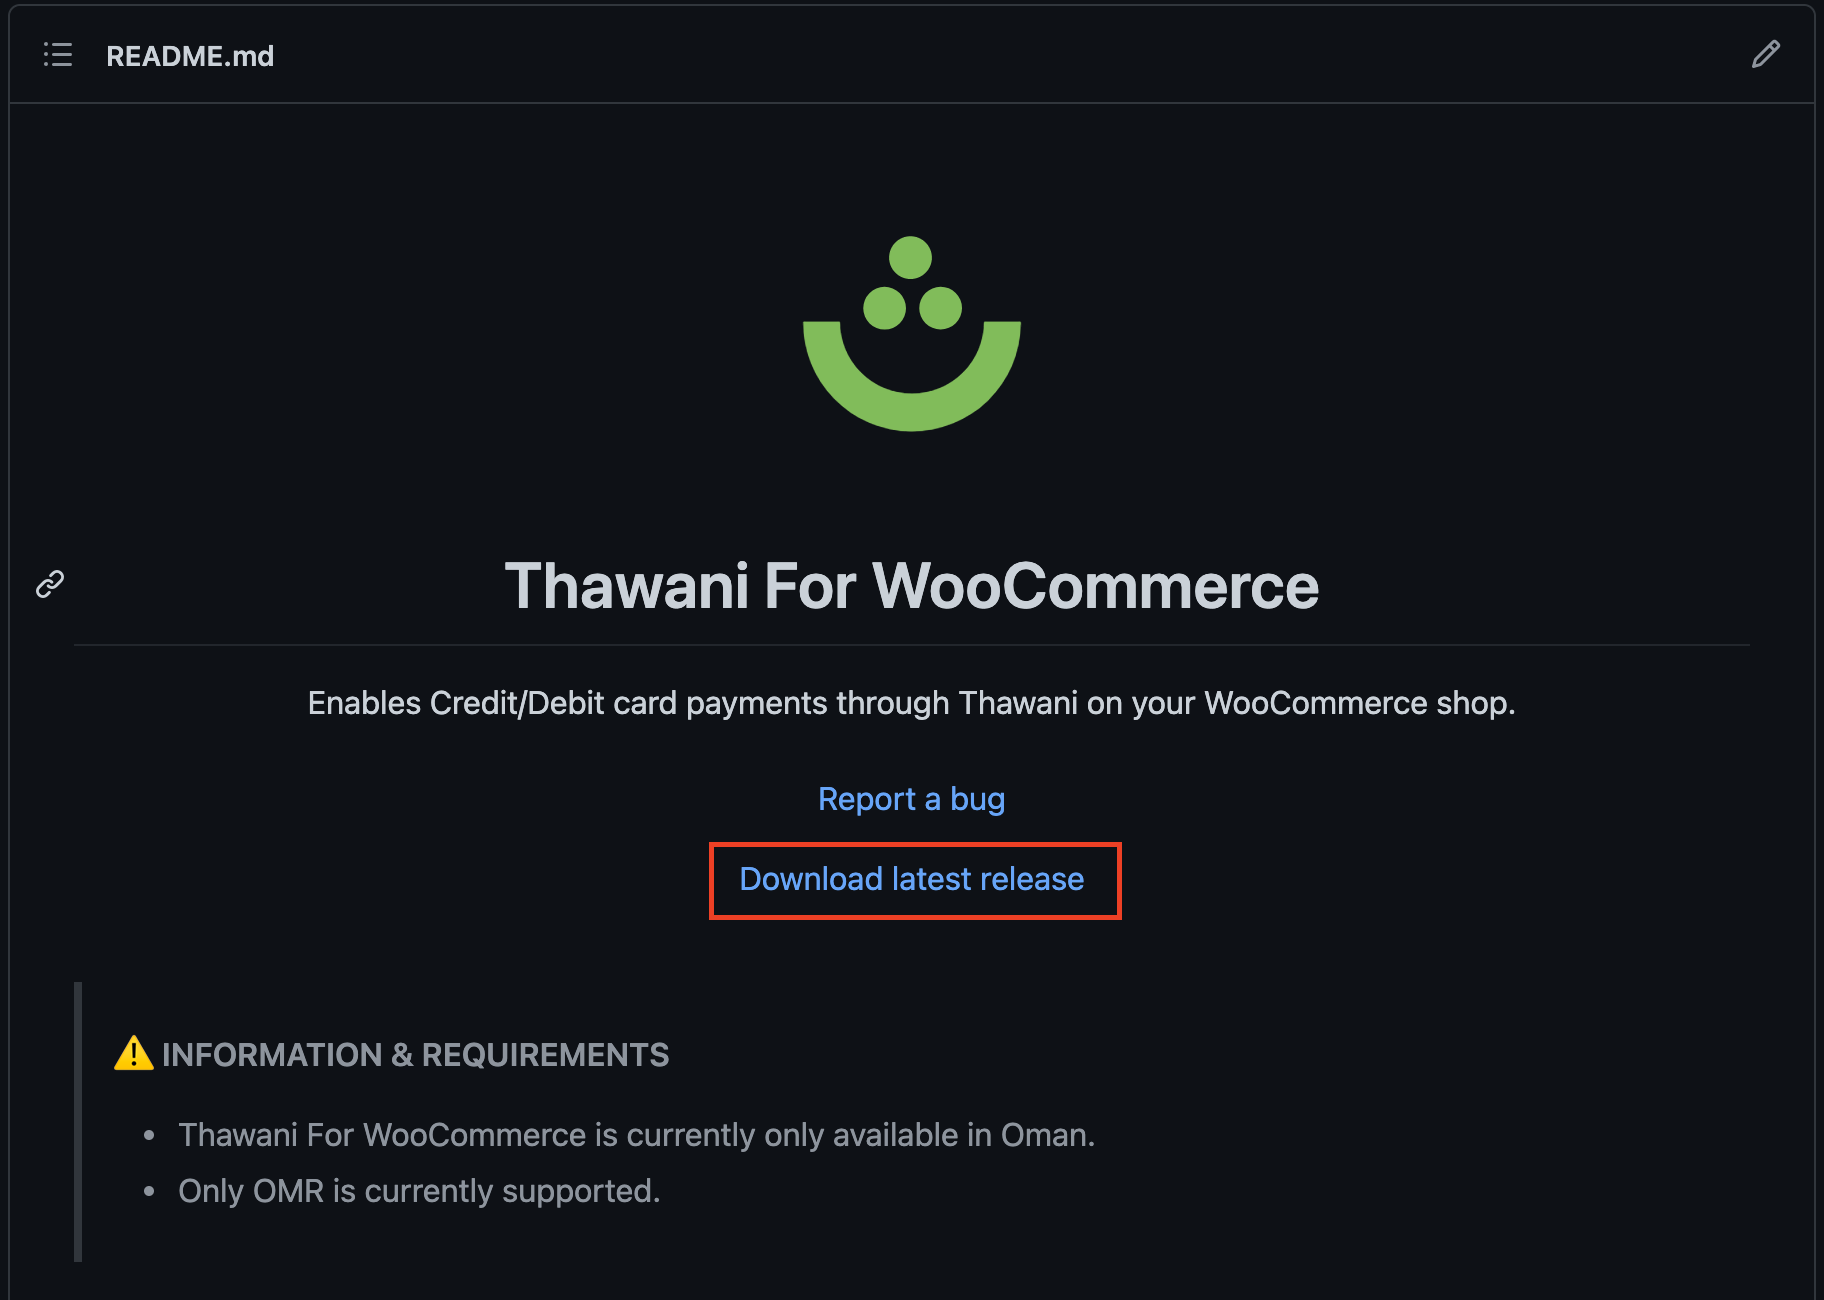 README.md
Thawani For WooCommerce
Enables Credit/Debit card payments through Thawani on your WooCommerce shop.
Report a bug
Download latest release
⚠️ INFORMATION & REQUIREMENTS
• Thawani For WooCommerce is currently only available in Oman.
• Only OMR is currently supported.